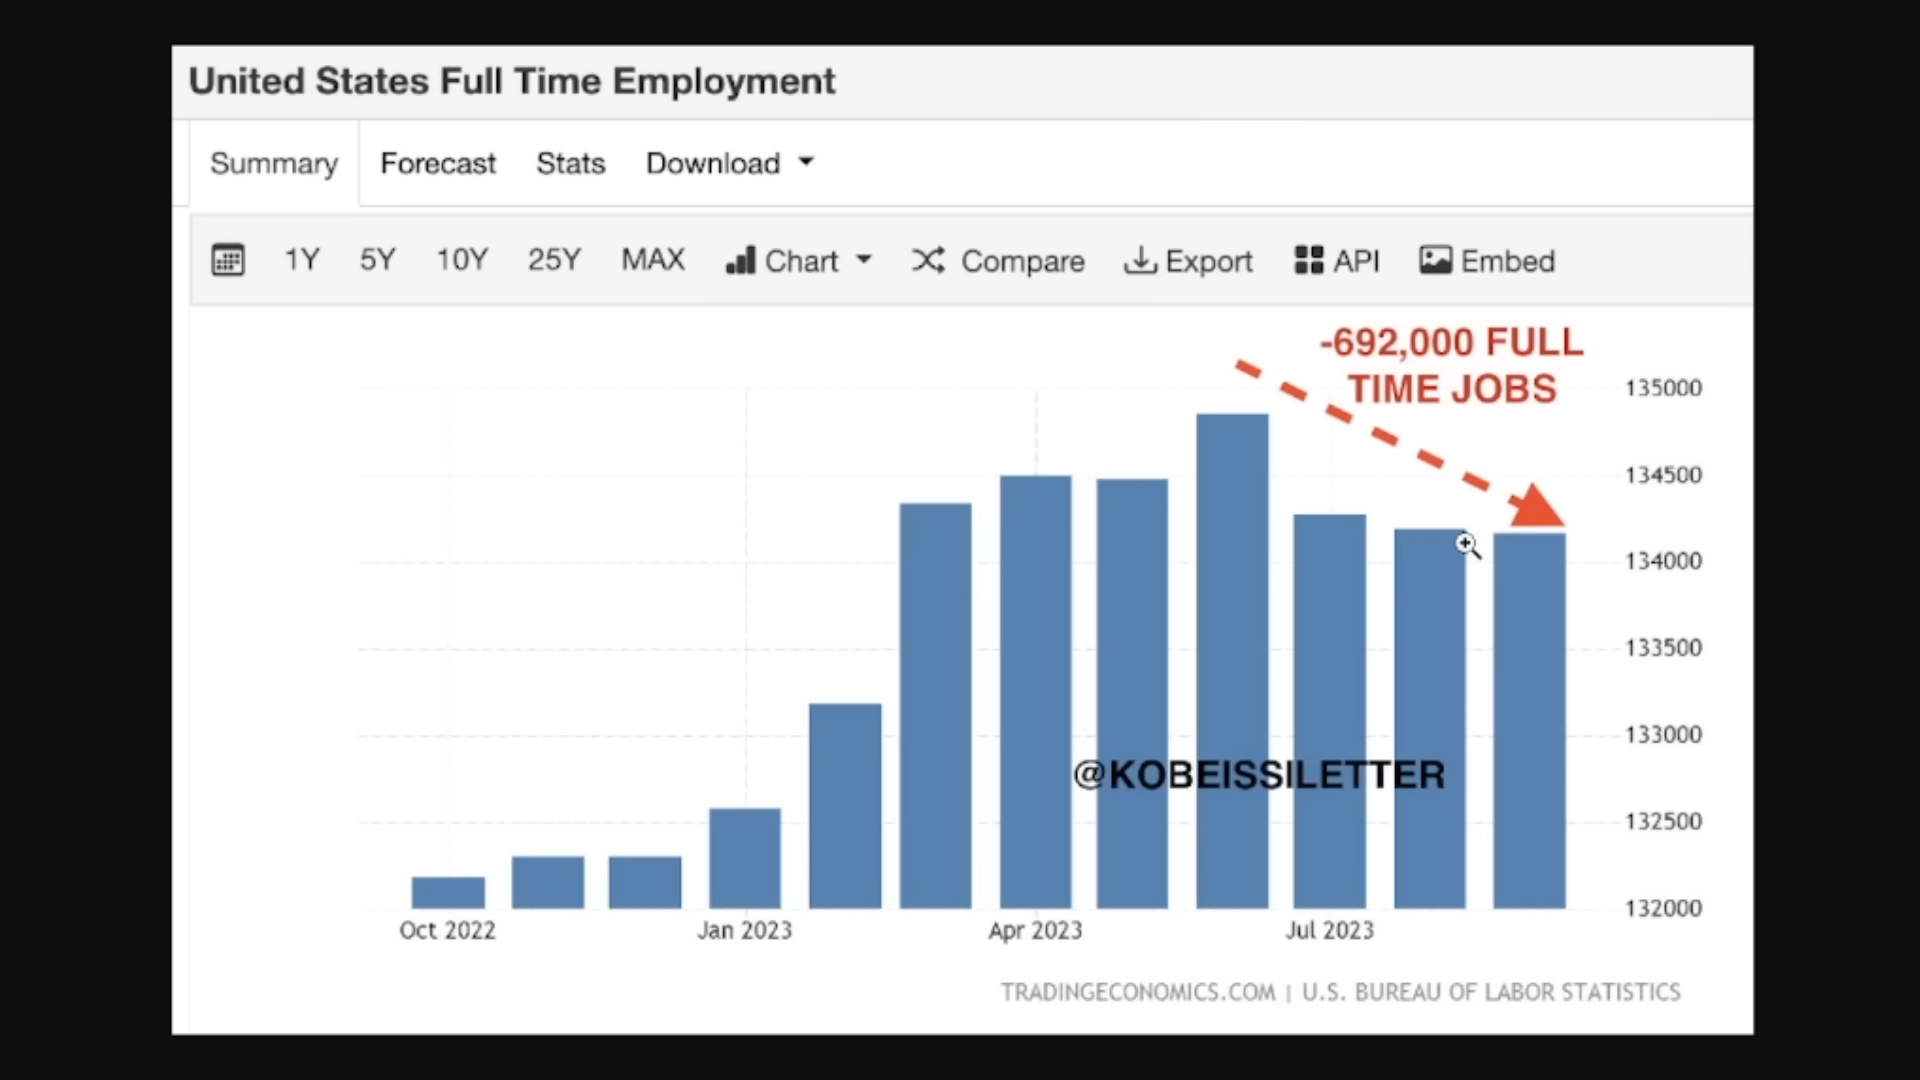 United States Full Time Employment
Summary Forecast Stats Download
1Y 5Y 10Y 25Y MAX Chart Compare Export API Embed
-692,000 FULL
TIME JOBS
135000
134500
134000
133500
133000
@KOBEISSILETTER
132500
132000
Oct 2022 Jan 2023 Apr 2023 Jul 2023
TRADINGECONOMICS.COM | U.S. BUREAU OF LABOR STATISTICS